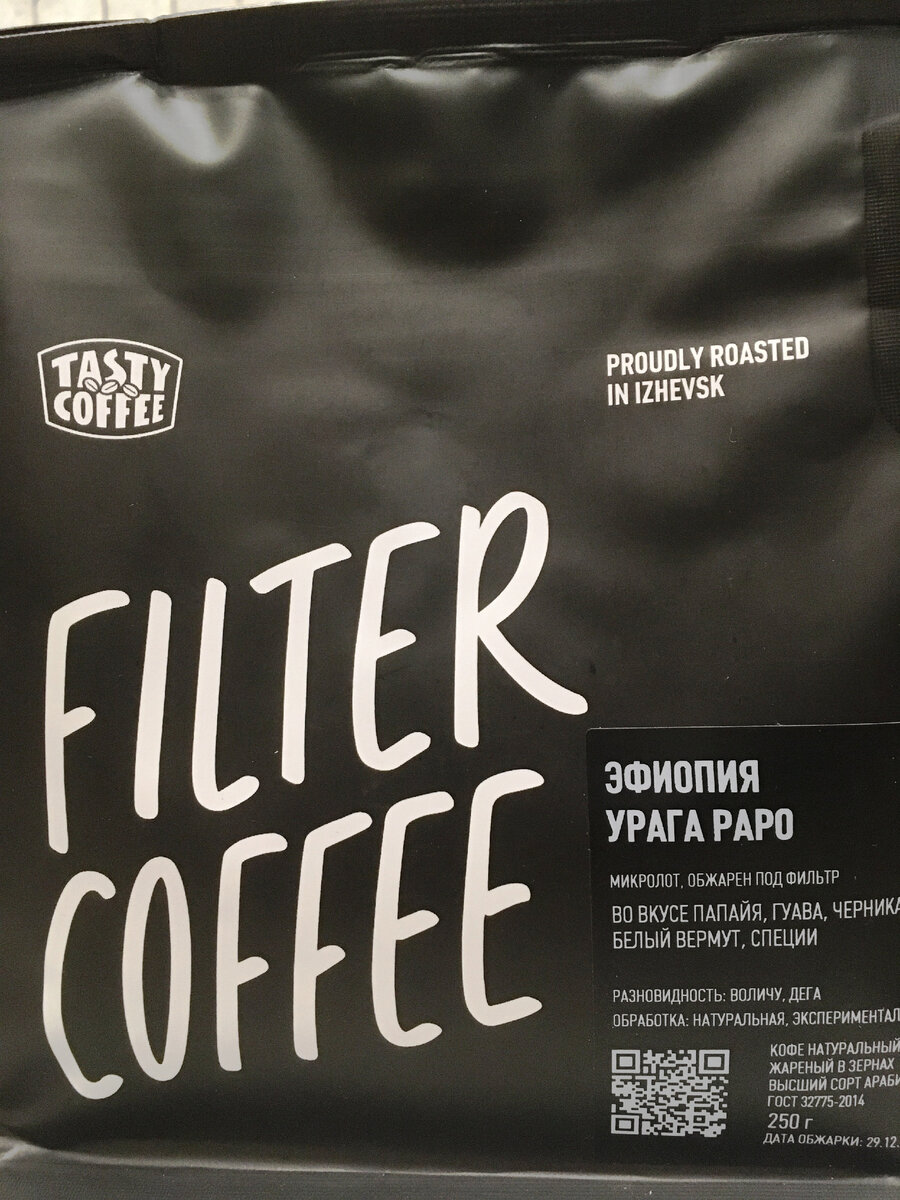 TASTY
COFFEE
PROUDLY ROASTED
IN IZHEVSK
FILTER
COFFEE
ЭФИОПИЯ
УРАГА РАРО
МИКРОЛОТ, ОБЖАРЕН ПОД ФИЛЬТР
ВО ВКУСЕ ПАПАЙЯ, ГУАВА, ЧЕРНИКА
БЕЛЫЙ ВЕРМУТ, СПЕЦИИ
РАЗНОВИДНОСТЬ: ВОЛИЧУ, ДЕГА
ОБРАБОТКА: НАТУРАЛЬНАЯ, ЭКСПЕРИМЕНТАЛ
КОФЕ НАТУРАЛЬНЫЙ
ЖАРЕНЫЙ В ЗЕРНАХ
ВЫСШИЙ СОРТ АРАБИ
ГОСТ 32775-2014
250 г
ДАТА ОБЖАРКИ: 29.12.